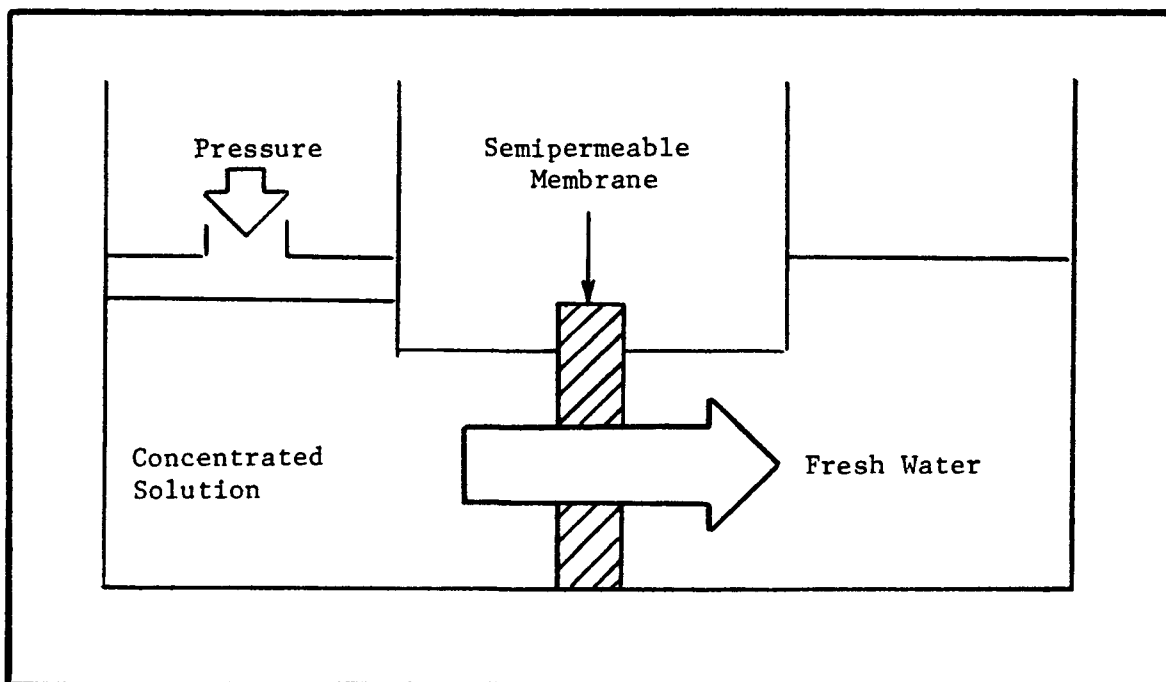 Pressure
Semipermeable
Membrane
Concentrated
Solution
Fresh Water